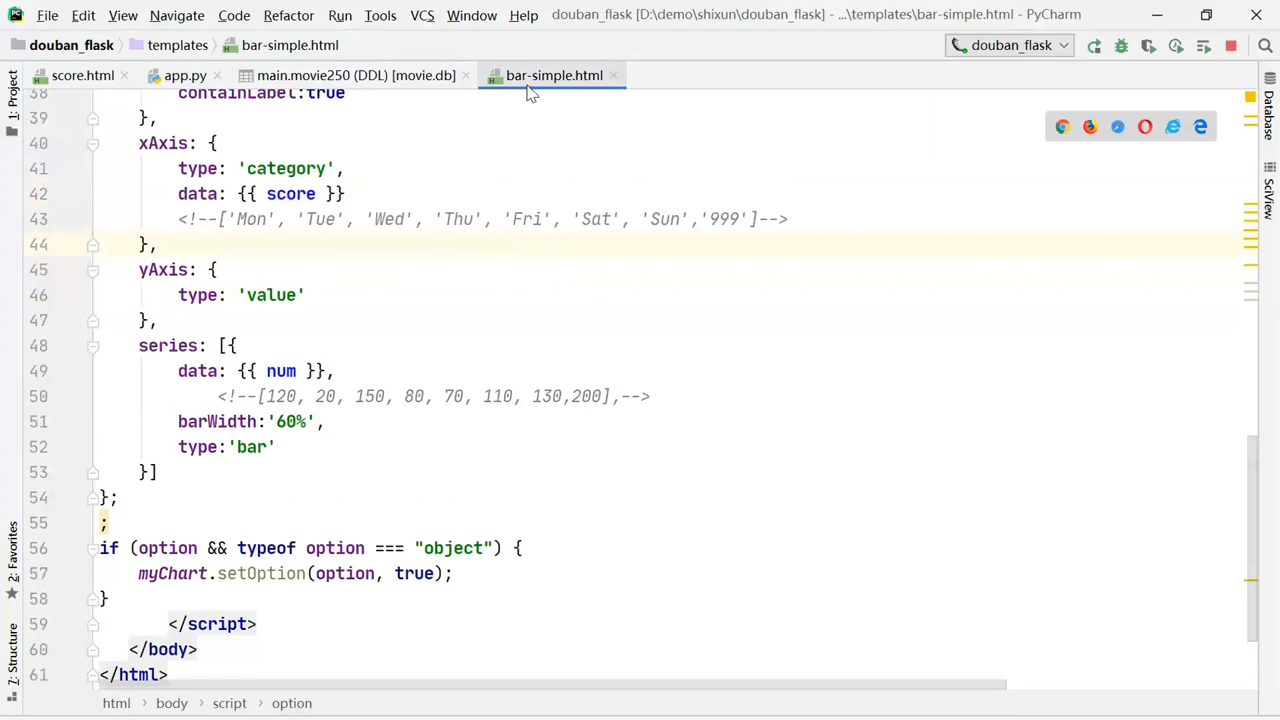 File Edit View Navigate Code Refactor Run Tools VCS Window Help douban_flask [D:\demo\shixun\douban_flask] - ...\templates\bar-simple.html - PyCharm
douban_flask templates bar-simple.html douban_flask
score.html app.py main.movie250 (DDL) [movie.db] bar-simple.html
1: Project
Database
SciView
2: Favorites
7: Structure
38 containLabel:true
39 },
40 xAxis: {
41 type: 'category',
42 data: {{ score }}
43 <!--['Mon', 'Tue', 'Wed', 'Thu', 'Fri', 'Sat', 'Sun','999']-->
44 },
45 yAxis: {
46 type: 'value'
47 },
48 series: [{
49 data: {{ num }},
50 <!--[120, 20, 150, 80, 70, 110, 130,200],-->
51 barWidth:'60%',
52 type:'bar'
53 }]
54 };
55 ;
56 if (option && typeof option === "object") {
57 myChart.setOption(option, true);
58 }
59 </script>
60 </body>
61 </html>
html body script option